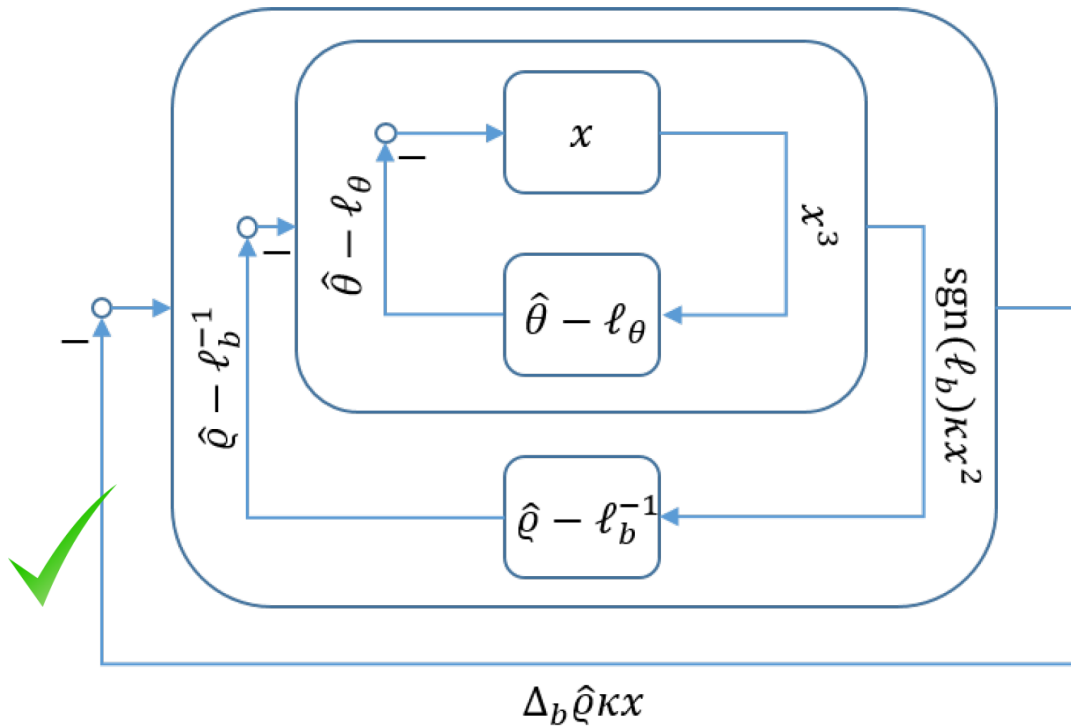 x
−
θ̂ − ℓ_θ
x³
−
θ̂ − ℓ_θ
sgn(ℓ_b)κx²
−
ϱ̂ − ℓ_b⁻¹
ϱ̂ − ℓ_b⁻¹
Δ_b ϱ̂κx